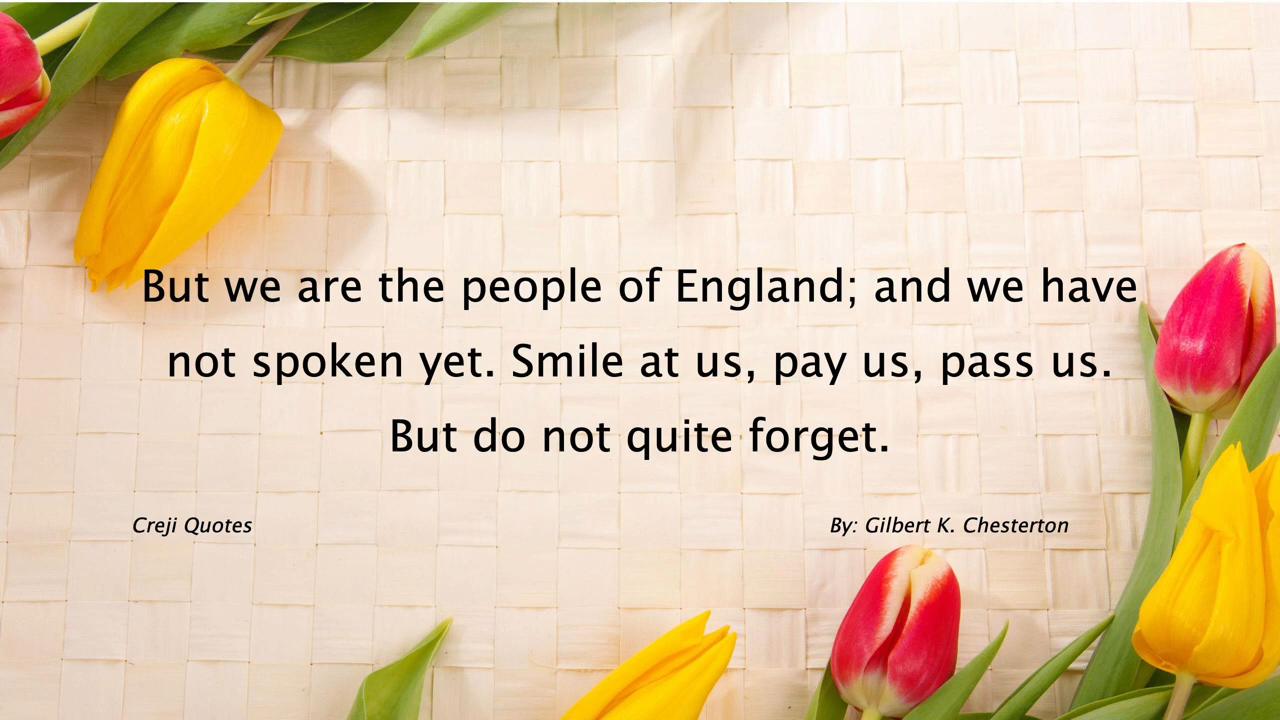 But we are the people of England; and we have
not spoken yet. Smile at us, pay us, pass us.
But do not quite forget.
Creji Quotes
By: Gilbert K. Chesterton